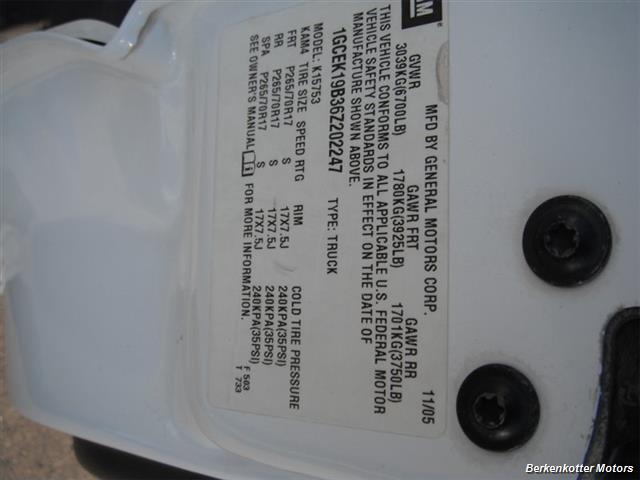 GM
MFD BY GENERAL MOTORS CORP. 11/05
GVWR GAWR FRT GAWR RR
3039KG(6700LB) 1780KG(3925LB) 1701KG(3750LB)
THIS VEHICLE CONFORMS TO ALL APPLICABLE U.S. FEDERAL MOTOR
VEHICLE SAFETY STANDARDS IN EFFECT ON THE DATE OF
MANUFACTURE SHOWN ABOVE.
1GCEK19B36Z202247 TYPE: TRUCK
MODEL: K15753
KAM4 TIRE SIZE SPEED RTG RIM COLD TIRE PRESSURE
FRT P265/70R17 S 17X7.5J 240KPA(35PSI)
RR P265/70R17 S 17X7.5J 240KPA(35PSI)
SPA P265/70R17 S 17X7.5J 240KPA(35PSI)
SEE OWNER'S MANUAL FOR MORE INFORMATION.
F 503
T 733
Berkenkotter Motors